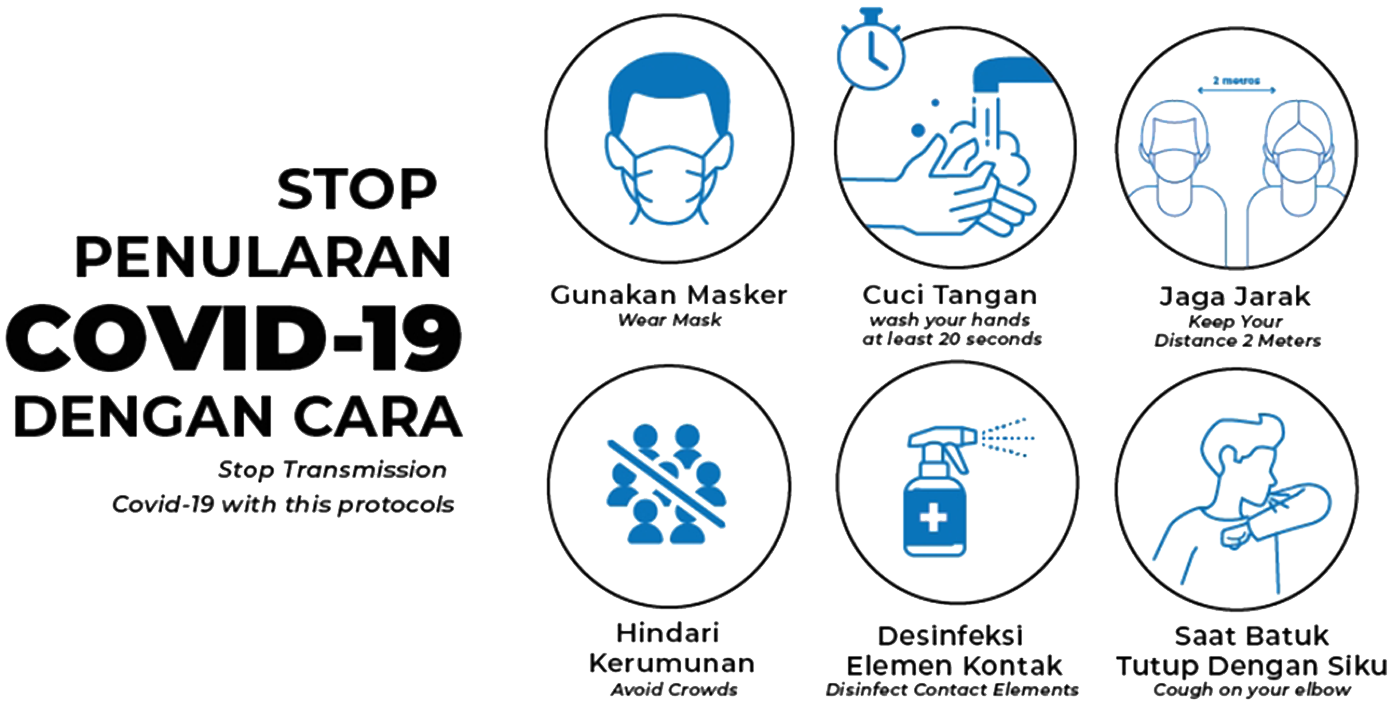 STOP
PENULARAN
COVID-19
DENGAN CARA
Stop Transmission
Covid-19 with this protocols
Gunakan Masker
Wear Mask
Cuci Tangan
wash your hands
at least 20 seconds
2 metros
Jaga Jarak
Keep Your
Distance 2 Meters
Hindari
Kerumunan
Avoid Crowds
Desinfeksi
Elemen Kontak
Disinfect Contact Elements
Saat Batuk
Tutup Dengan Siku
Cough on your elbow